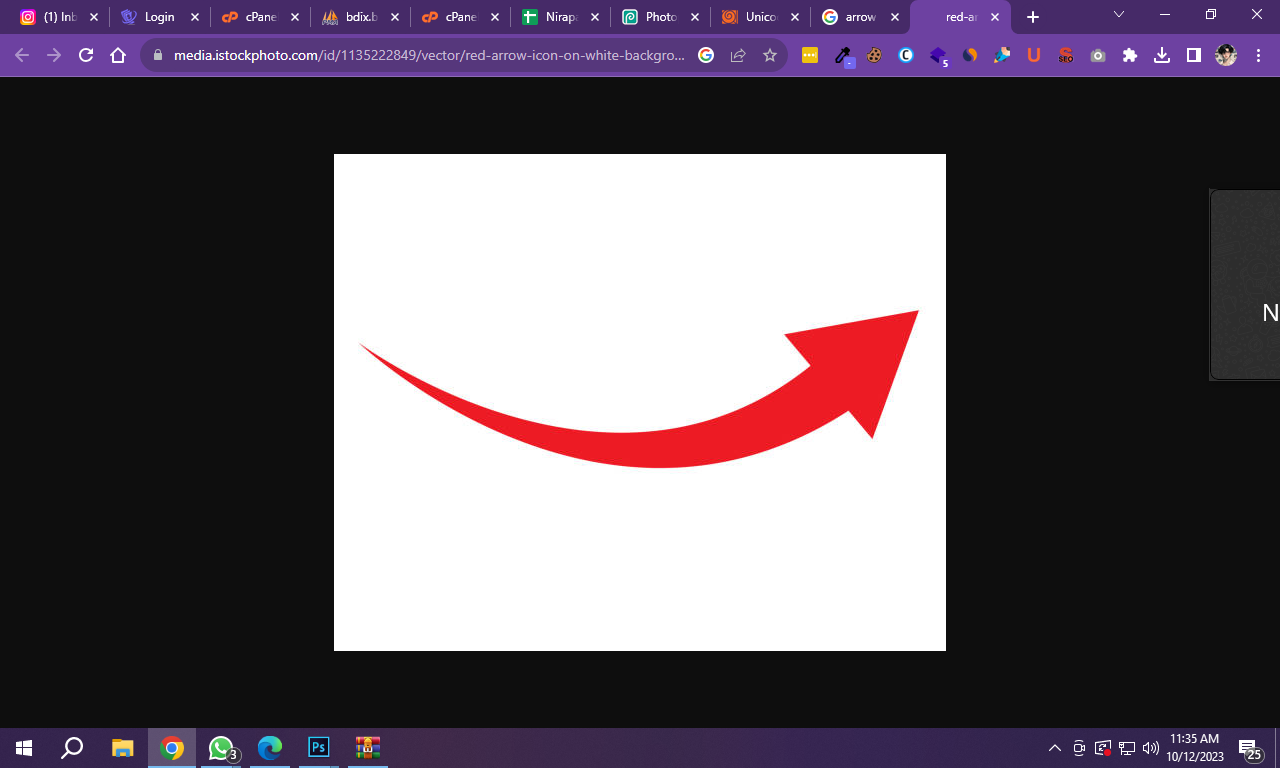 (1) Inb
Login
cPane
bdix.b
cPane
Nirapa
Photo
Unico
arrow
red-ar
media.istockphoto.com/id/1135222849/vector/red-arrow-icon-on-white-backgro...
5
U
SEO
N
3
Ps
11:35 AM
10/12/2023
25